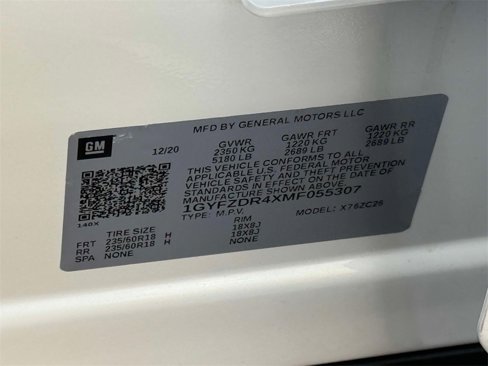 GM
MFD BY GENERAL MOTORS LLC
12/20 GVWR GAWR FRT GAWR RR
2350 KG 1220 KG 1220 KG
5180 LB 2689 LB 2689 LB
THIS VEHICLE CONFORMS TO ALL
APPLICABLE U.S. FEDERAL MOTOR
VEHICLE SAFETY AND THEFT PREVENTION
STANDARDS IN EFFECT ON THE DATE OF
MANUFACTURE SHOWN ABOVE.
1GYFZDR4XMF055307
TYPE: M.P.V. MODEL: X76ZC26
140X
TIRE SIZE RIM
FRT 235/60R18 H 18X8J
RR 235/60R18 H 18X8J
SPA NONE NONE